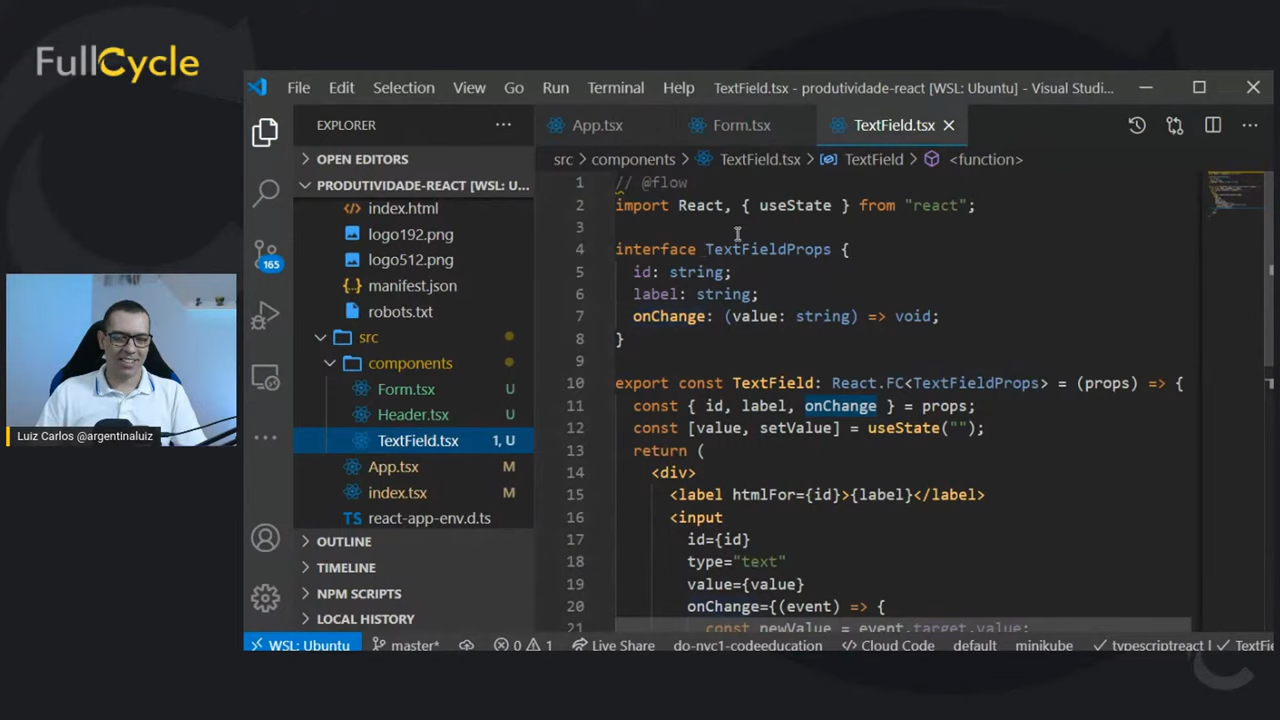 FullCycle
File Edit Selection View Go Run Terminal Help TextField.tsx - produtividade-react [WSL: Ubuntu] - Visual Studi...
EXPLORER ...
App.tsx Form.tsx TextField.tsx
OPEN EDITORS
src > components > TextField.tsx > TextField > <function>
PRODUTIVIDADE-REACT [WSL: U...
index.html
logo192.png
logo512.png
manifest.json
robots.txt
src
components
Form.tsx U
Header.tsx U
TextField.tsx 1, U
App.tsx M
index.tsx M
react-app-env.d.ts
OUTLINE
TIMELINE
NPM SCRIPTS
LOCAL HISTORY
165
1 // @flow
2 import React, { useState } from "react";
3
4 interface TextFieldProps {
5 id: string;
6 label: string;
7 onChange: (value: string) => void;
8 }
9
10 export const TextField: React.FC<TextFieldProps> = (props) => {
11 const { id, label, onChange } = props;
12 const [value, setValue] = useState("");
13 return (
14 <div>
15 <label htmlFor={id}>{label}</label>
16 <input
17 id={id}
18 type="text"
19 value={value}
20 onChange={(event) => {
21 const newValue = event.target.value;
Luiz Carlos @argentinaluiz
WSL: Ubuntu master* 0 1 Live Share do-nyc1-codeeducation Cloud Code default minikube typescriptreact TextFi